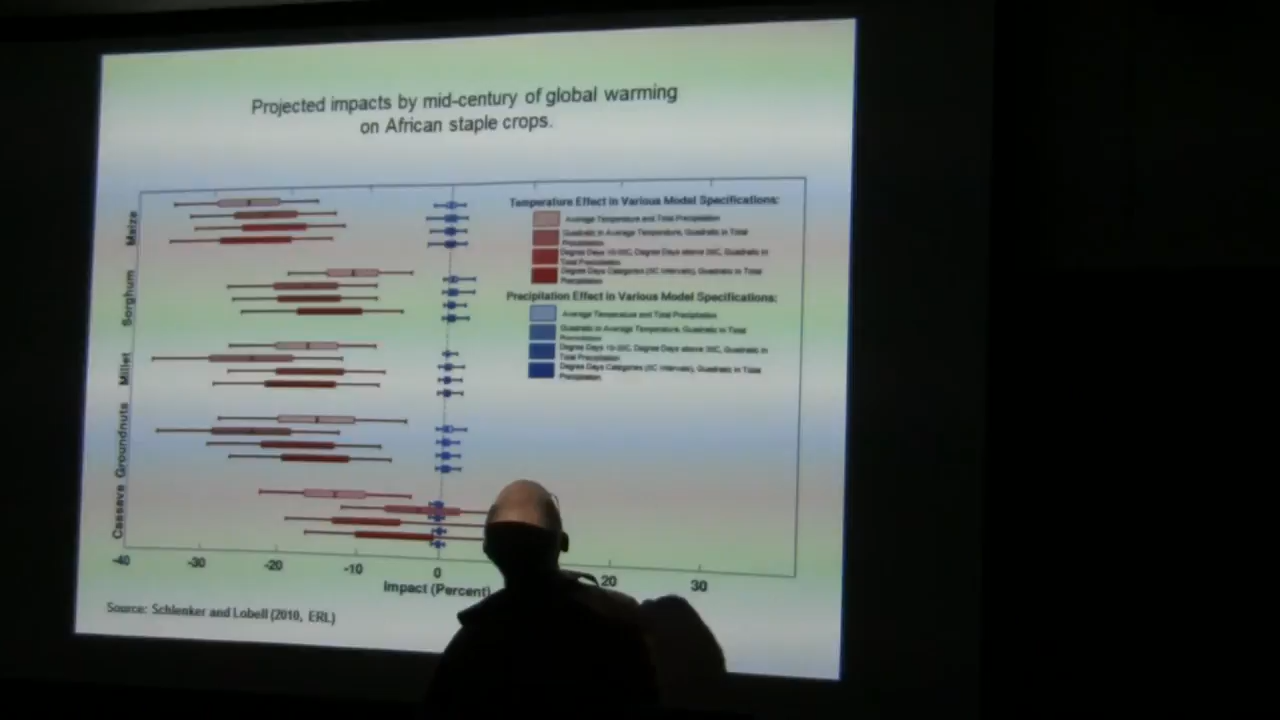 Projected impacts by mid-century of global warming
on African staple crops.
Temperature Effect in Various Model Specifications:
Average Temperature and Total Precipitation
Quadratic in Average Temperature, Quadratic in Total
Precipitation
Degree Days 10-30C, Degree Days above 30C, Quadratic in
Total Precipitation
Degree Days Categories (5C intervals), Quadratic in Total
Precipitation
Precipitation Effect in Various Model Specifications:
Average Temperature and Total Precipitation
Quadratic in Average Temperature, Quadratic in Total
Precipitation
Degree Days 10-30C, Degree Days above 30C, Quadratic in
Total Precipitation
Degree Days Categories (5C intervals), Quadratic in Total
Precipitation
Maize
Sorghum
Millet
Groundnuts
Cassava
-40 -30 -20 -10 0 20 30
Impact (Percent)
Source: Schlenker and Lobell (2010, ERL)